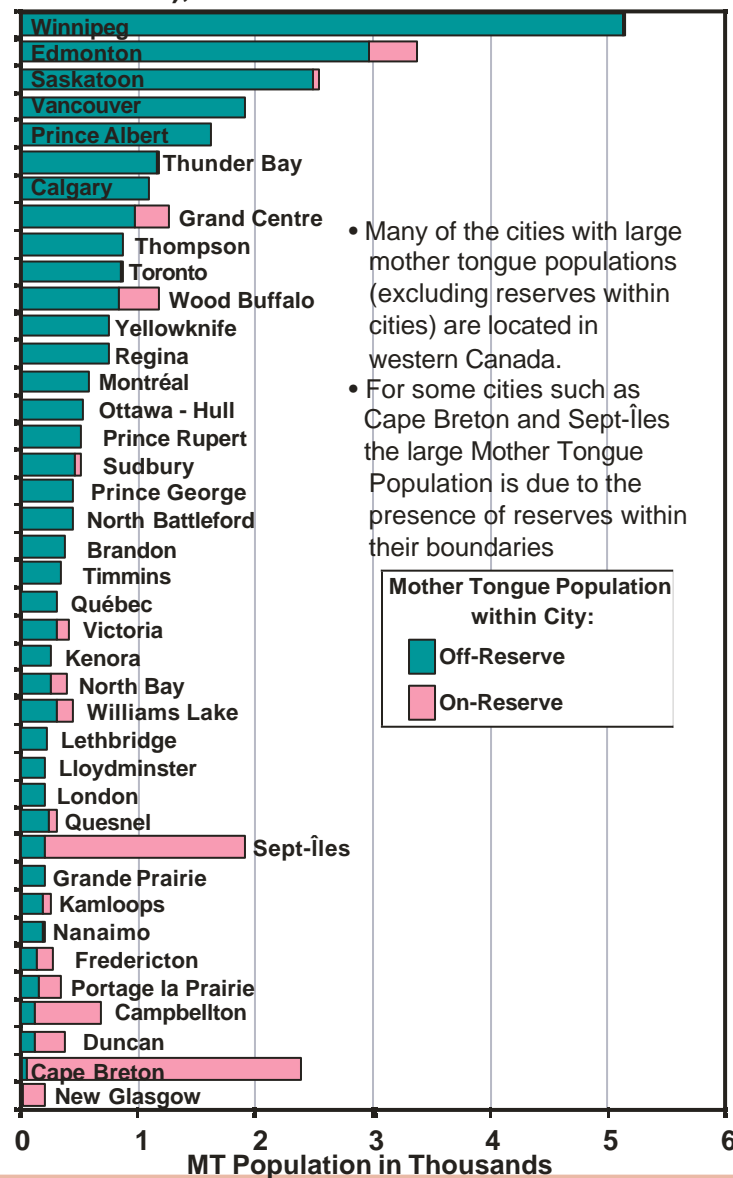 Winnipeg
Edmonton
Saskatoon
Vancouver
Prince Albert
Thunder Bay
Calgary
Grand Centre
Thompson
Toronto
Wood Buffalo
Yellowknife
Regina
Montréal
Ottawa - Hull
Prince Rupert
Sudbury
Prince George
North Battleford
Brandon
Timmins
Québec
Victoria
Kenora
North Bay
Williams Lake
Lethbridge
Lloydminster
London
Quesnel
Sept-Îles
Grande Prairie
Kamloops
Nanaimo
Fredericton
Portage la Prairie
Campbellton
Duncan
Cape Breton
New Glasgow
• Many of the cities with large
mother tongue populations
(excluding reserves within
cities) are located in
western Canada.
• For some cities such as
Cape Breton and Sept-Îles
the large Mother Tongue
Population is due to the
presence of reserves within
their boundaries
Mother Tongue Population
within City:
Off-Reserve
On-Reserve
0 1 2 3 4 5 6
MT Population in Thousands